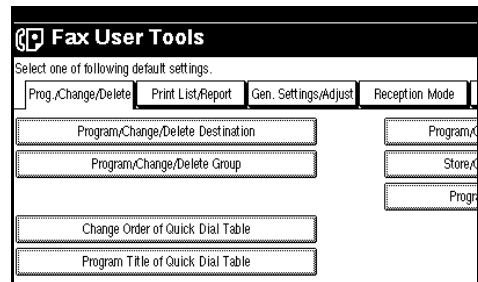 Fax User Tools
Select one of following default settings.
Prog./Change/Delete Print List/Report Gen. Settings/Adjust Reception Mode
Program/Change/Delete Destination Program/
Program/Change/Delete Group Store/
Change Order of Quick Dial Table
Program Title of Quick Dial Table